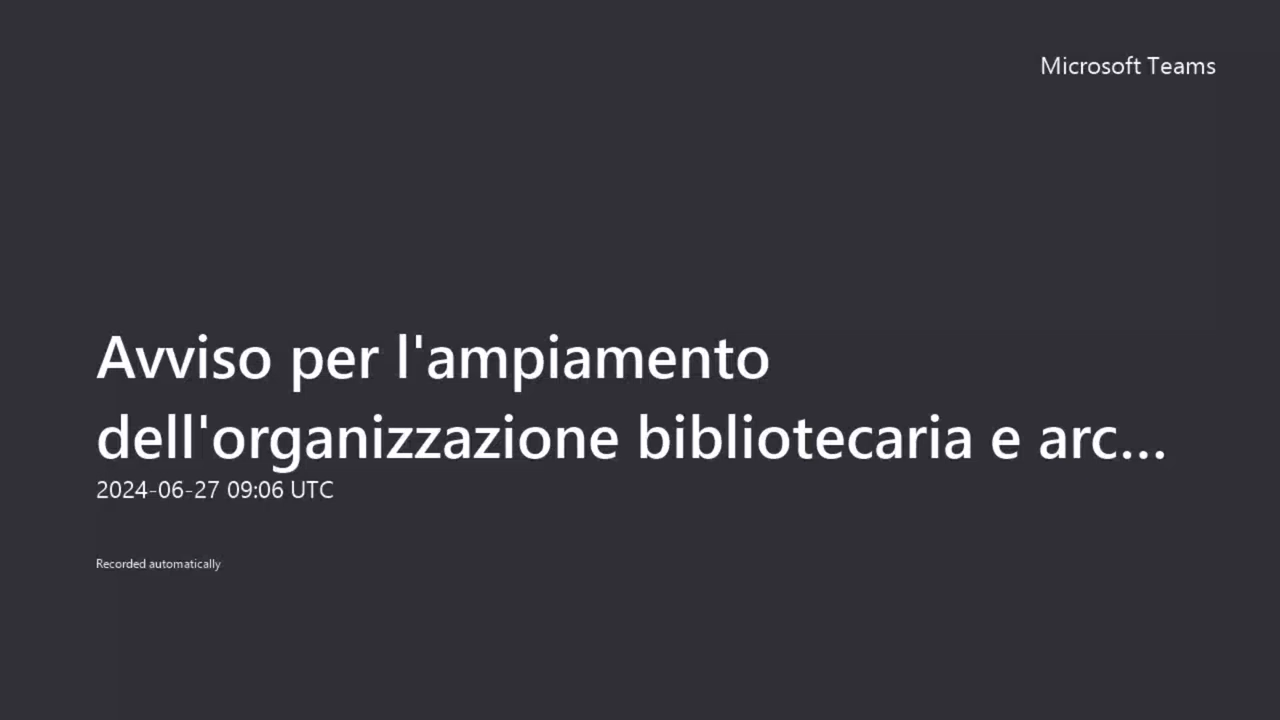 Microsoft Teams
Avviso per l'ampiamento
dell'organizzazione bibliotecaria e arc...
2024-06-27 09:06 UTC
Recorded automatically